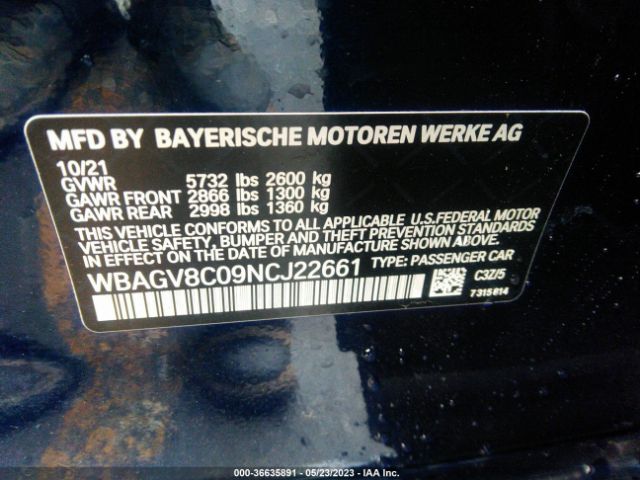 MFD BY BAYERISCHE MOTOREN WERKE AG
10/21
GVWR 5732 lbs 2600 kg
GAWR FRONT 2866 lbs 1300 kg
GAWR REAR 2998 lbs 1360 kg
THIS VEHICLE CONFORMS TO ALL APPLICABLE U.S.FEDERAL MOTOR
VEHICLE SAFETY, BUMPER AND THEFT PREVENTION STANDARDS
IN EFFECT ON THE DATE OF MANUFACTURE SHOWN ABOVE.
WBAGV8C09NCJ22661 TYPE: PASSENGER CAR
C3Z/5
7315814
000-36635891 - 05/23/2023 - IAA Inc.